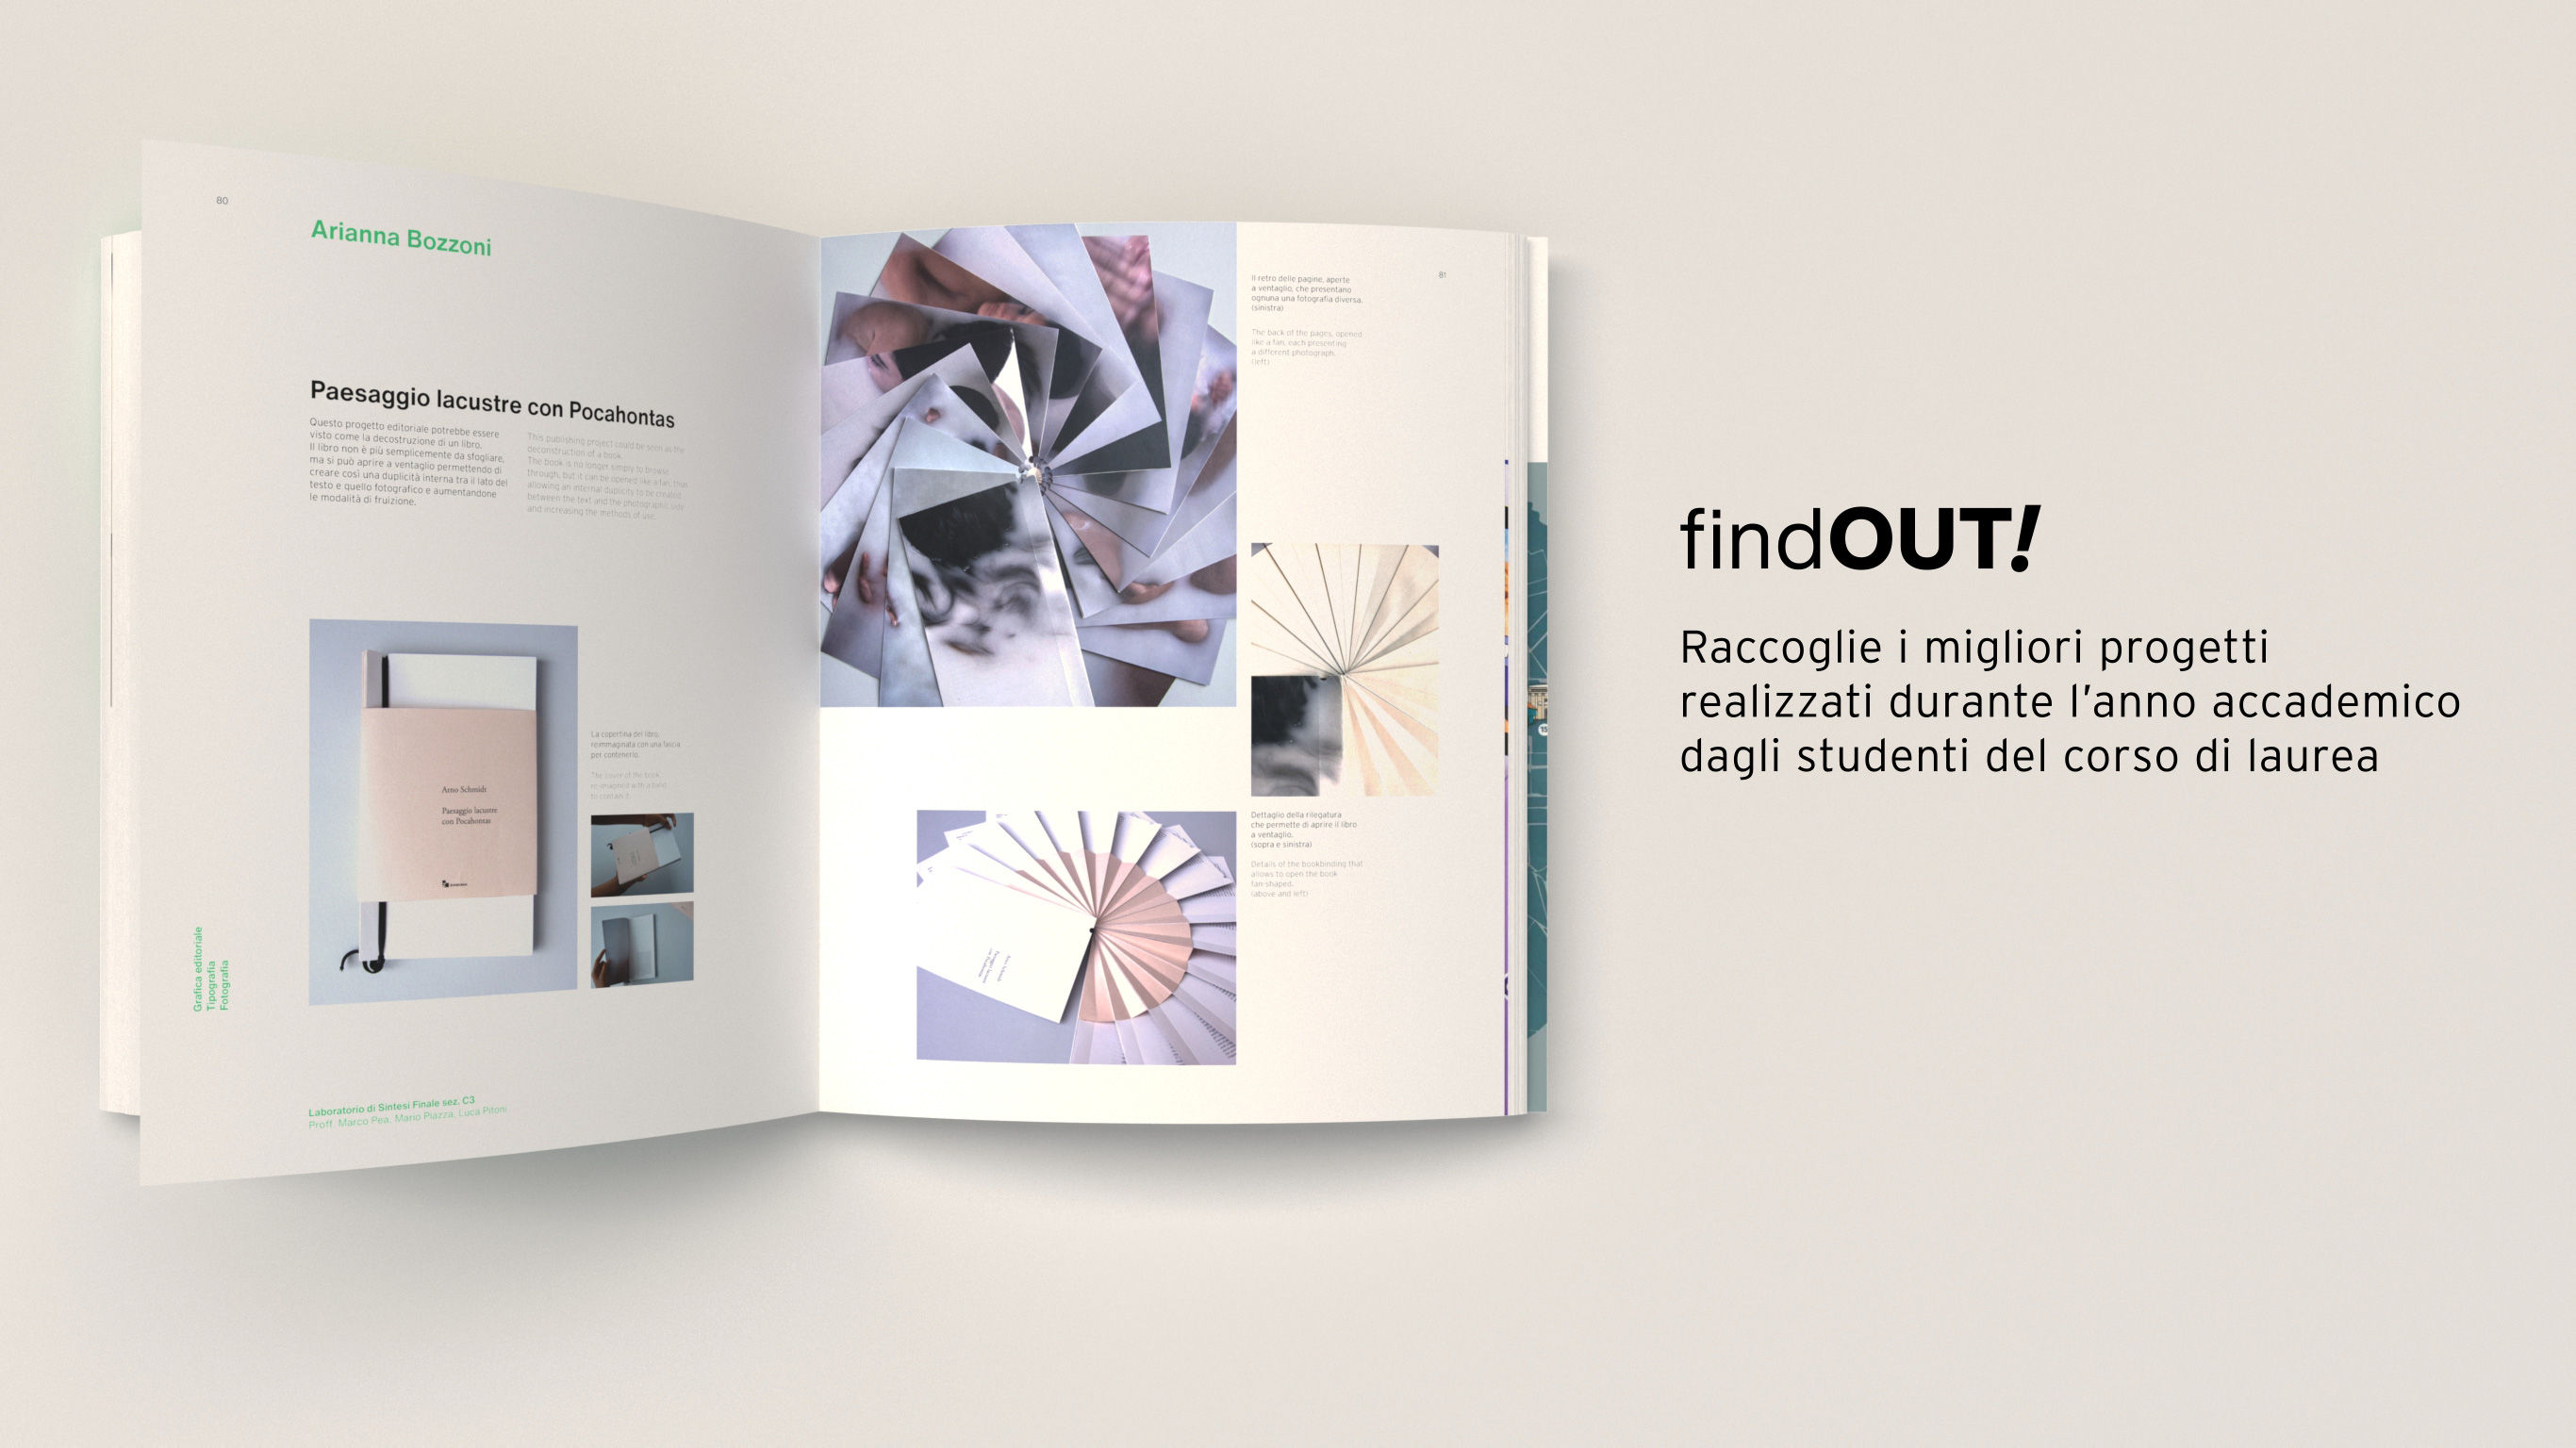 80
Arianna Bozzoni
Paesaggio lacustre con Pocahontas
Questo progetto editoriale potrebbe essere
visto come la decostruzione di un libro.
Il libro non è più semplicemente da sfogliare,
ma si può aprire a ventaglio permettendo di
creare così una duplicità interna tra il lato del
testo e quello fotografico e aumentandone
le modalità di fruizione.
This publishing project could be seen as the
deconstruction of a book.
The book is no longer simply to browse
through, but it can be opened like a fan, thus
allowing an internal duplicity to be created
between the text and the photographic side
and increasing the methods of use.
Arno Schmidt
Paesaggio lacustre
con Pocahontas
La copertina del libro,
reimmaginata con una fascia
per contenerlo.
The cover of the book,
re-imagined with a band
to contain it.
Grafica editoriale
Tipografia
Fotografia
Laboratorio di Sintesi Finale sez. C3
Proff. Marco Pea, Mario Piazza, Luca Pitoni
Il retro delle pagine, aperte
a ventaglio, che presentano
ognuna una fotografia diversa.
(sinistra)
The back of the pages, opened
like a fan, each presenting
a different photograph.
(left)
81
Dettaglio della rilegatura
che permette di aprire il libro
a ventaglio.
(sopra e sinistra)
Details of the bookbinding that
allows to open the book
fan-shaped.
(above and left)
findOUT!
Raccoglie i migliori progetti
realizzati durante l’anno accademico
dagli studenti del corso di laurea